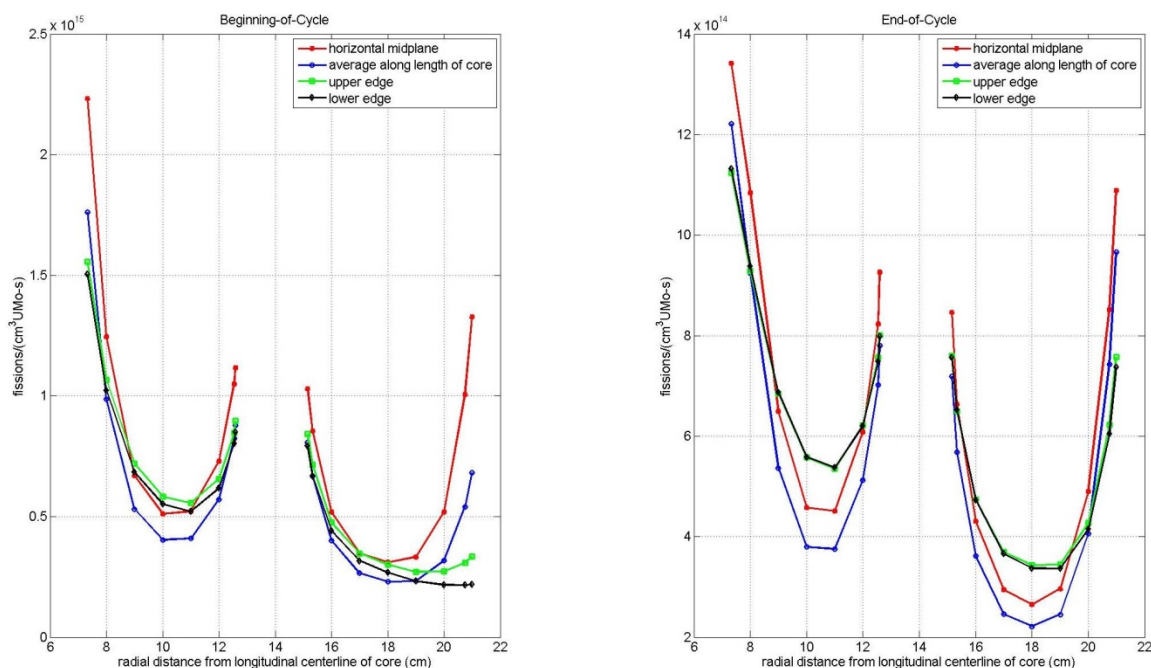 Beginning-of-Cycle
x 10^15
2.5
2
1.5
1
0.5
0
fissions/(cm³UMo-s)
horizontal midplane
average along length of core
upper edge
lower edge
6 8 10 12 14 16 18 20 22
radial distance from longitudinal centerline of core (cm)
End-of-Cycle
x 10^14
14
12
10
8
6
4
2
fissions/(cm³UMo-s)
horizontal midplane
average along length of core
upper edge
lower edge
6 8 10 12 14 16 18 20 22
radial distance from longitudinal centerline of core (cm)